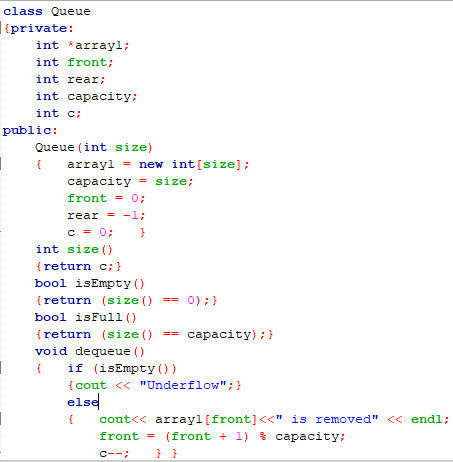 class Queue
{private:
    int *array1;
    int front;
    int rear;
    int capacity;
    int c;
public:
    Queue(int size)
    {   array1 = new int[size];
        capacity = size;
        front = 0;
        rear = -1;
        c = 0;   }
    int size()
    {return c;}
    bool isEmpty()
    {return (size() == 0);}
    bool isFull()
    {return (size() == capacity);}
    void dequeue()
    {   if (isEmpty())
        {cout << "Underflow";}
        else
        {   cout<< array1[front]<<" is removed" << endl;
            front = (front + 1) % capacity;
            c--;   } }